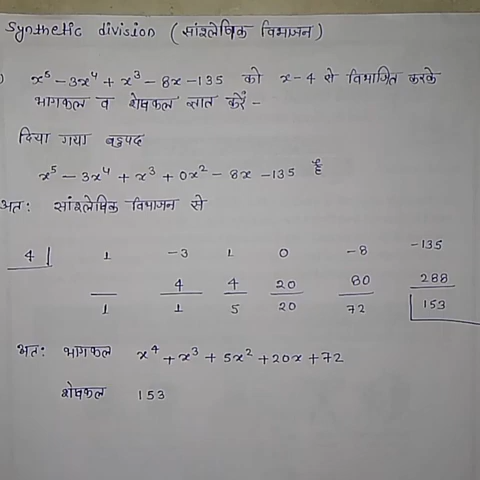 Synthetic division (सांश्लेषिक विभाजन)
x⁵ - 3x⁴ + x³ - 8x - 135 को x - 4 से विभाजित करके
भागफल व शेषफल ज्ञात करें -
दिया गया बहुपद
x⁵ - 3x⁴ + x³ + 0x² - 8x - 135 है
अतः सांश्लेषिक विभाजन से
4 | 1 -3 1 0 -8 -135
4 4 20 80 288
1 1 5 20 72 153
अतः भागफल x⁴ + x³ + 5x² + 20x + 72
शेषफल 153